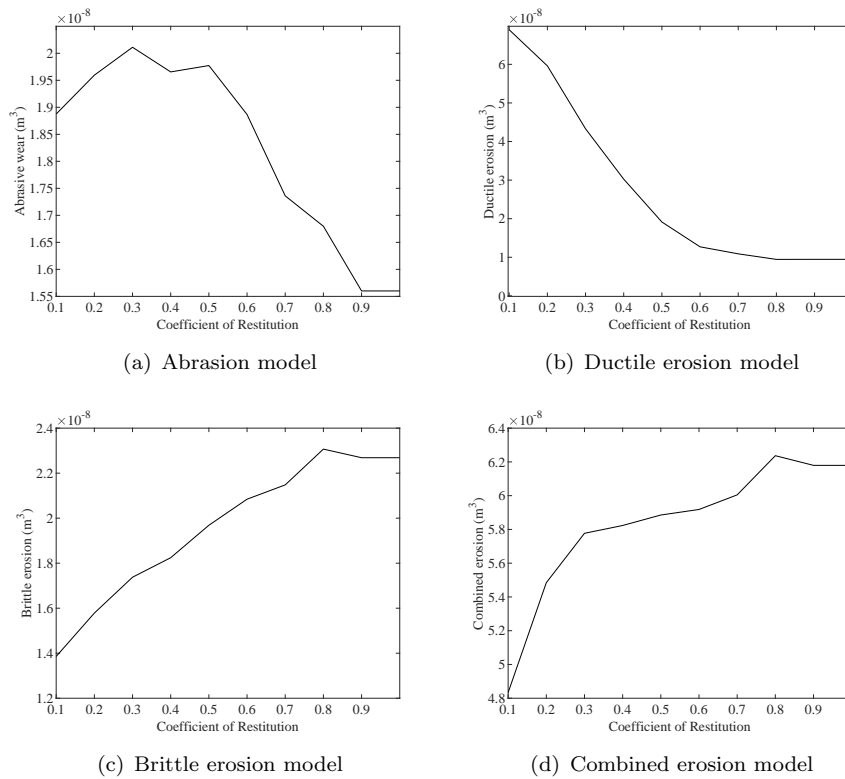 ×10⁻⁸
2
1.95
1.9
1.85
1.8
1.75
1.7
1.65
1.6
1.55
Abrasive wear (m³)
0.1 0.2 0.3 0.4 0.5 0.6 0.7 0.8 0.9
Coefficient of Restitution
(a) Abrasion model
×10⁻⁸
6
5
4
3
2
1
0
Ductile erosion (m³)
0.1 0.2 0.3 0.4 0.5 0.6 0.7 0.8 0.9
Coefficient of Restitution
(b) Ductile erosion model
×10⁻⁸
2.4
2.2
2
1.8
1.6
1.4
1.2
Brittle erosion (m³)
0.1 0.2 0.3 0.4 0.5 0.6 0.7 0.8 0.9
Coefficient of Restitution
(c) Brittle erosion model
×10⁻⁸
6.4
6.2
6
5.8
5.6
5.4
5.2
5
4.8
Combined erosion (m³)
0.1 0.2 0.3 0.4 0.5 0.6 0.7 0.8 0.9
Coefficient of Restitution
(d) Combined erosion model